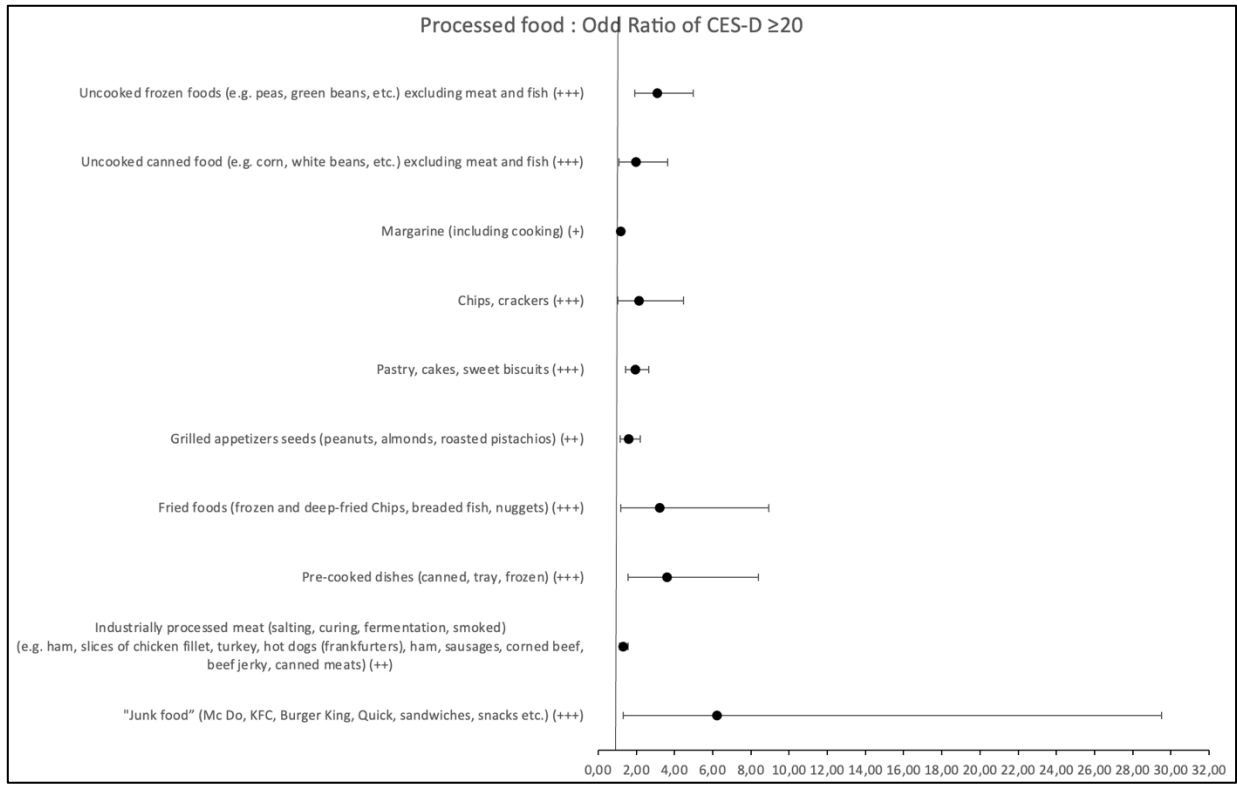 Processed food : Odd Ratio of CES-D ≥20
Uncooked frozen foods (e.g. peas, green beans, etc.) excluding meat and fish (+++)
Uncooked canned food (e.g. corn, white beans, etc.) excluding meat and fish (+++)
Margarine (including cooking) (+)
Chips, crackers (+++)
Pastry, cakes, sweet biscuits (+++)
Grilled appetizers seeds (peanuts, almonds, roasted pistachios) (++)
Fried foods (frozen and deep-fried Chips, breaded fish, nuggets) (+++)
Pre-cooked dishes (canned, tray, frozen) (+++)
Industrially processed meat (salting, curing, fermentation, smoked)
(e.g. ham, slices of chicken fillet, turkey, hot dogs (frankfurters), ham, sausages, corned beef,
beef jerky, canned meats) (++)
"Junk food” (Mc Do, KFC, Burger King, Quick, sandwiches, snacks etc.) (+++)
0,00 2,00 4,00 6,00 8,00 10,00 12,00 14,00 16,00 18,00 20,00 22,00 24,00 26,00 28,00 30,00 32,00